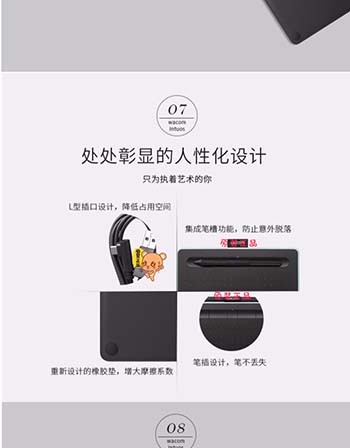 07
wacom
Intuos
处处彰显的人性化设计
只为执着艺术的你
L型插口设计，降低占用空间
集成笔槽功能，防止意外脱落
重新设计的橡胶垫，增大摩擦系数
笔插设计，笔不丢失
08
wacom
Intuos